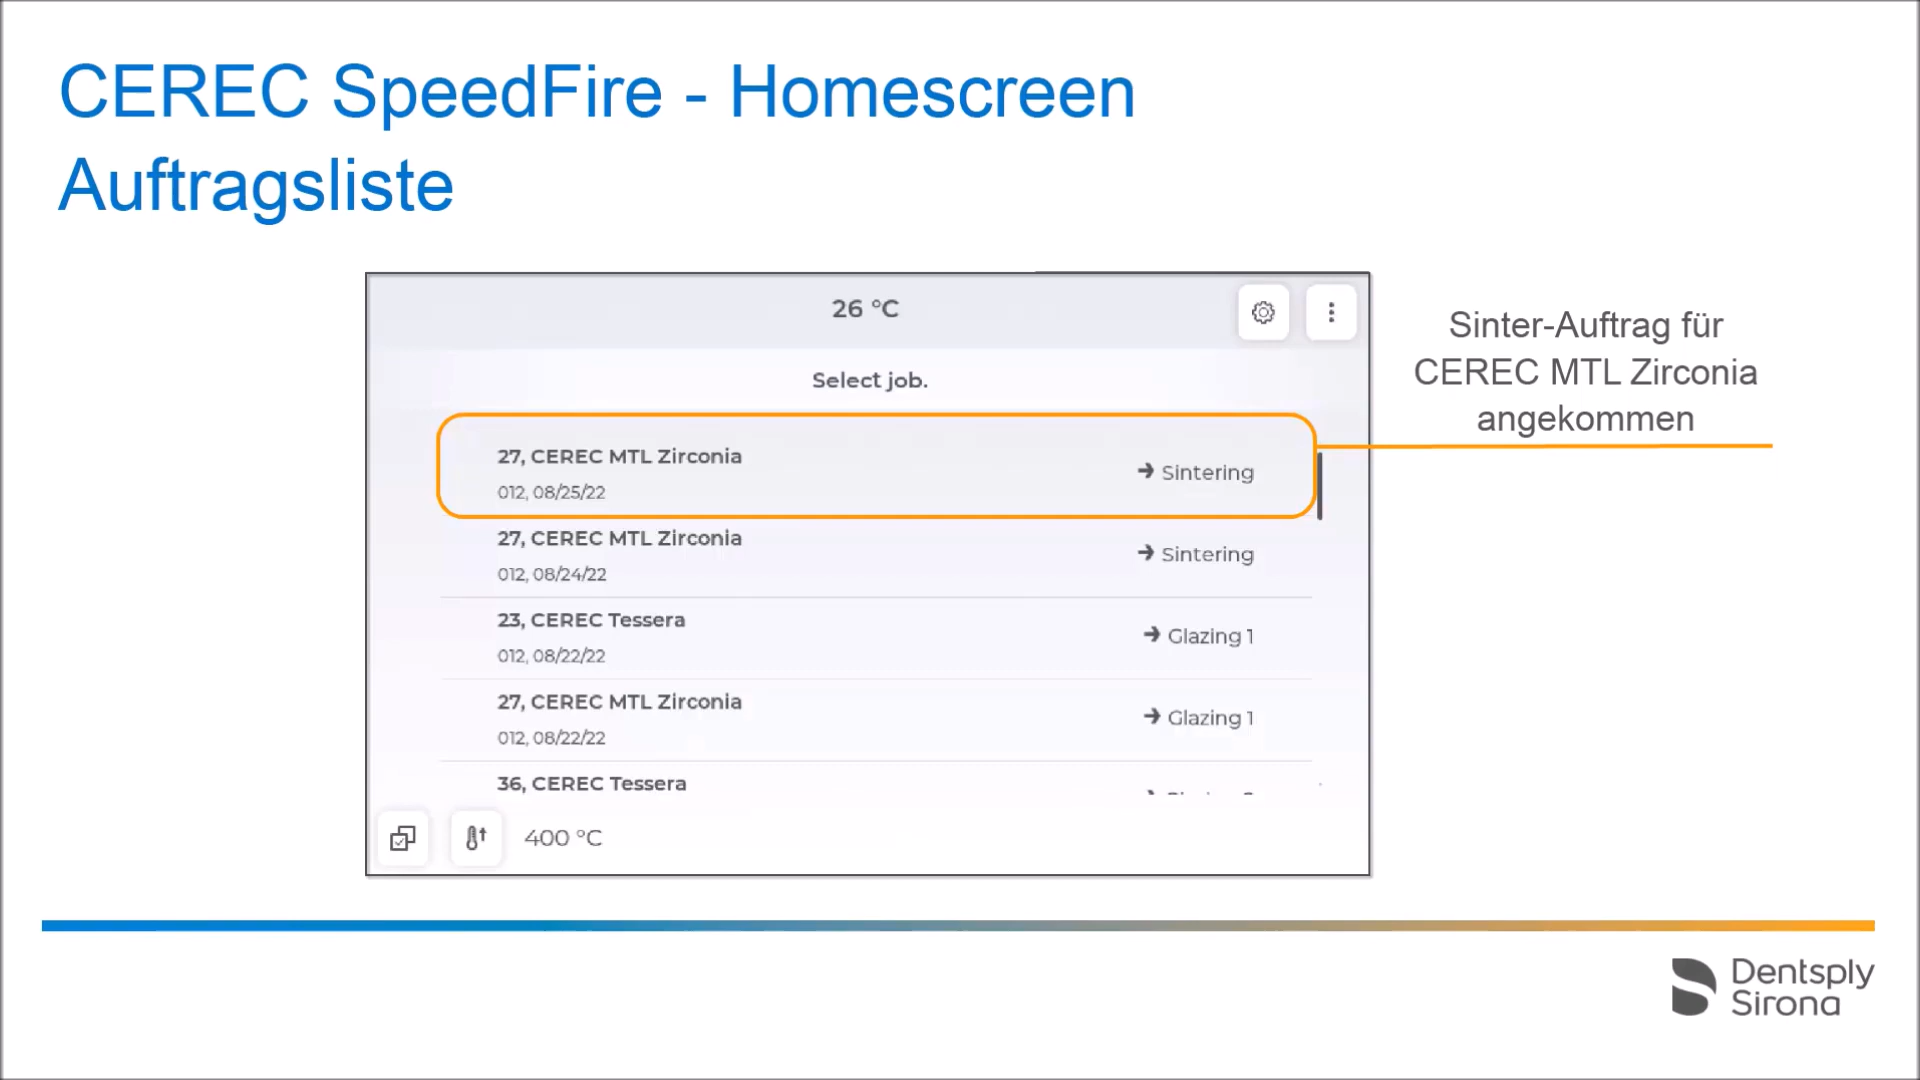 CEREC SpeedFire - Homescreen
Auftragsliste
26 °C
Select job.
27, CEREC MTL Zirconia
012, 08/25/22
→ Sintering
27, CEREC MTL Zirconia
012, 08/24/22
→ Sintering
23, CEREC Tessera
012, 08/22/22
→ Glazing 1
27, CEREC MTL Zirconia
012, 08/22/22
→ Glazing 1
36, CEREC Tessera
400 °C
Sinter-Auftrag für
CEREC MTL Zirconia
angekommen
Dentsply
Sirona